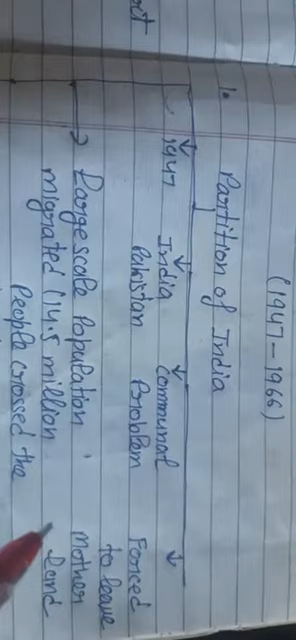 (1947-1966)
1. Partition of India
1947 India Communal Forced
Pakistan Problem to leave
Large scale Population Mother
migrated (14.5 million Land
People crossed the